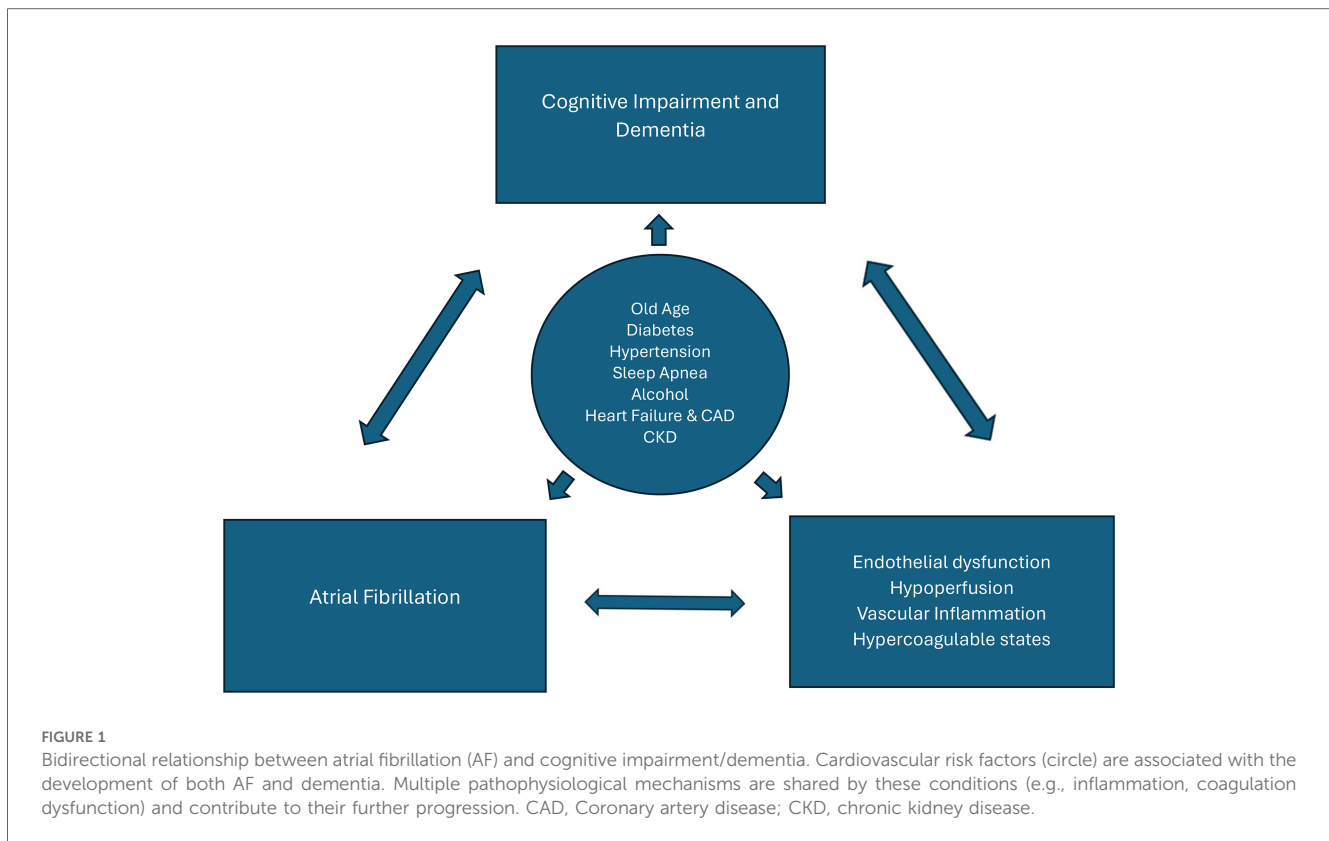 Cognitive Impairment and
Dementia
Old Age
Diabetes
Hypertension
Sleep Apnea
Alcohol
Heart Failure & CAD
CKD
Atrial Fibrillation
Endothelial dysfunction
Hypoperfusion
Vascular Inflammation
Hypercoagulable states
FIGURE 1
Bidirectional relationship between atrial fibrillation (AF) and cognitive impairment/dementia. Cardiovascular risk factors (circle) are associated with the
development of both AF and dementia. Multiple pathophysiological mechanisms are shared by these conditions (e.g., inflammation, coagulation
dysfunction) and contribute to their further progression. CAD, Coronary artery disease; CKD, chronic kidney disease.